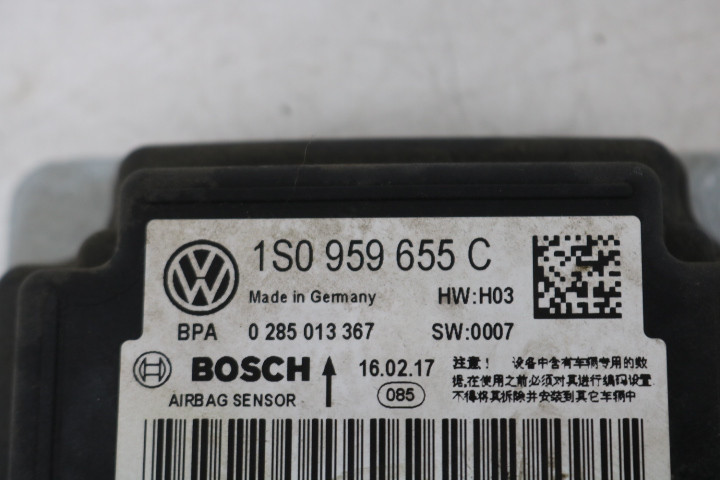 1S0 959 655 C
Made in Germany HW:H03
BPA 0 285 013 367 SW:0007
BOSCH 16.02.17
AIRBAG SENSOR 085
注意！ 设备中含有车辆专用的数
据,在使用之前必须对其进行编码设置
不得将其拆除并安装到其它车辆中